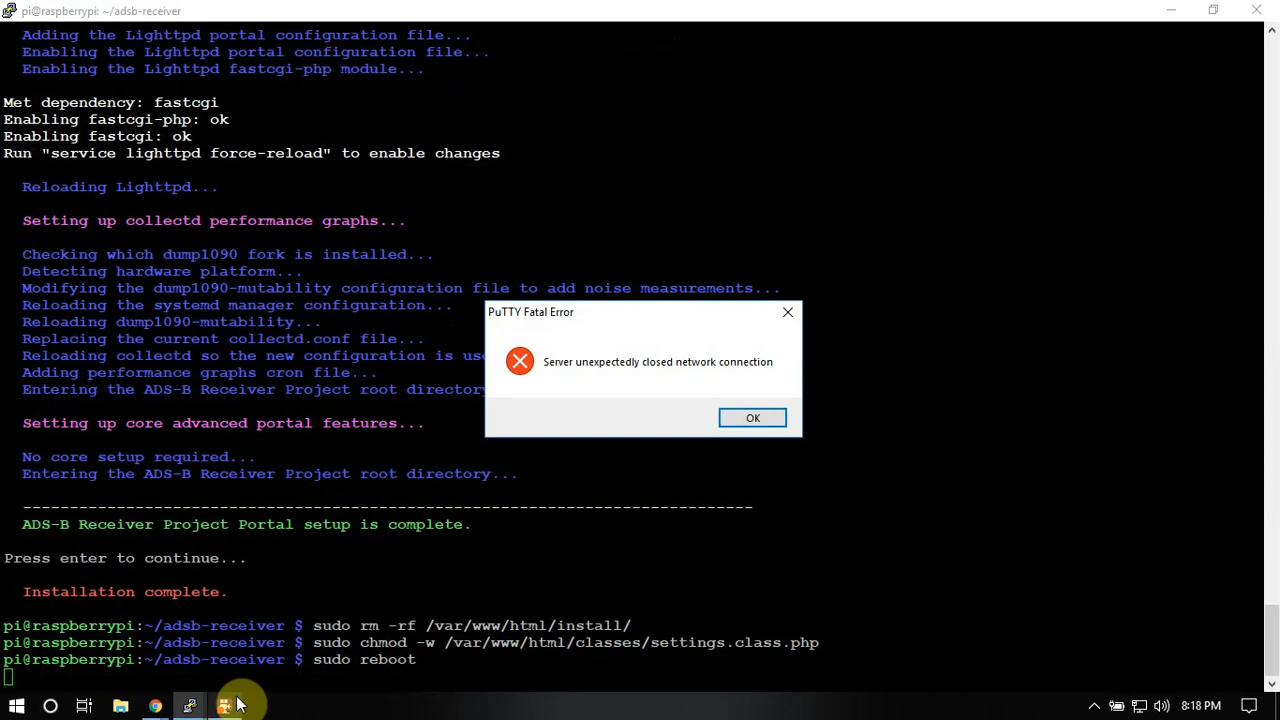 pi@raspberrypi: ~/adsb-receiver
Adding the Lighttpd portal configuration file...
Enabling the Lighttpd portal configuration file...
Enabling the Lighttpd fastcgi-php module...
Met dependency: fastcgi
Enabling fastcgi-php: ok
Enabling fastcgi: ok
Run "service lighttpd force-reload" to enable changes
Reloading Lighttpd...
Setting up collectd performance graphs...
Checking which dump1090 fork is installed...
Detecting hardware platform...
Modifying the dump1090-mutability configuration file to add noise measurements...
Reloading the systemd manager configuration...
Reloading dump1090-mutability...
Replacing the current collectd.conf file...
Reloading collectd so the new configuration is us
Adding performance graphs cron file...
Entering the ADS-B Receiver Project root directory
Setting up core advanced portal features...
No core setup required...
Entering the ADS-B Receiver Project root directory...
------------------------------------------------------------------------------
ADS-B Receiver Project Portal setup is complete.
Press enter to continue...
Installation complete.
pi@raspberrypi:~/adsb-receiver $ sudo rm -rf /var/www/html/install/
pi@raspberrypi:~/adsb-receiver $ sudo chmod -w /var/www/html/classes/settings.class.php
pi@raspberrypi:~/adsb-receiver $ sudo reboot
PuTTY Fatal Error
Server unexpectedly closed network connection
OK
8:18 PM